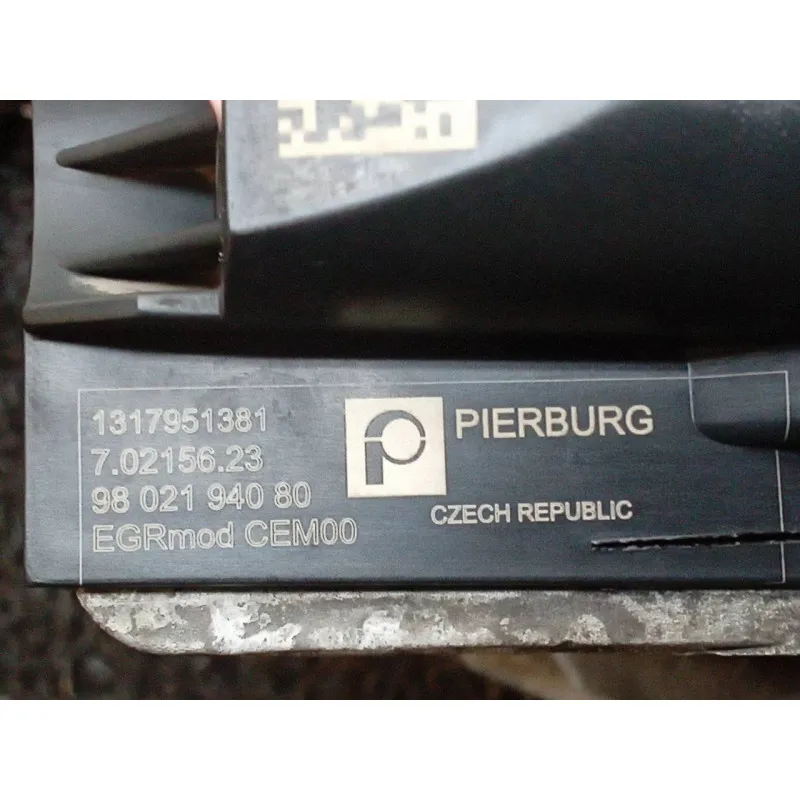 1317951381
7.02156.23
98 021 940 80
EGRmod CEM00
PIERBURG
CZECH REPUBLIC